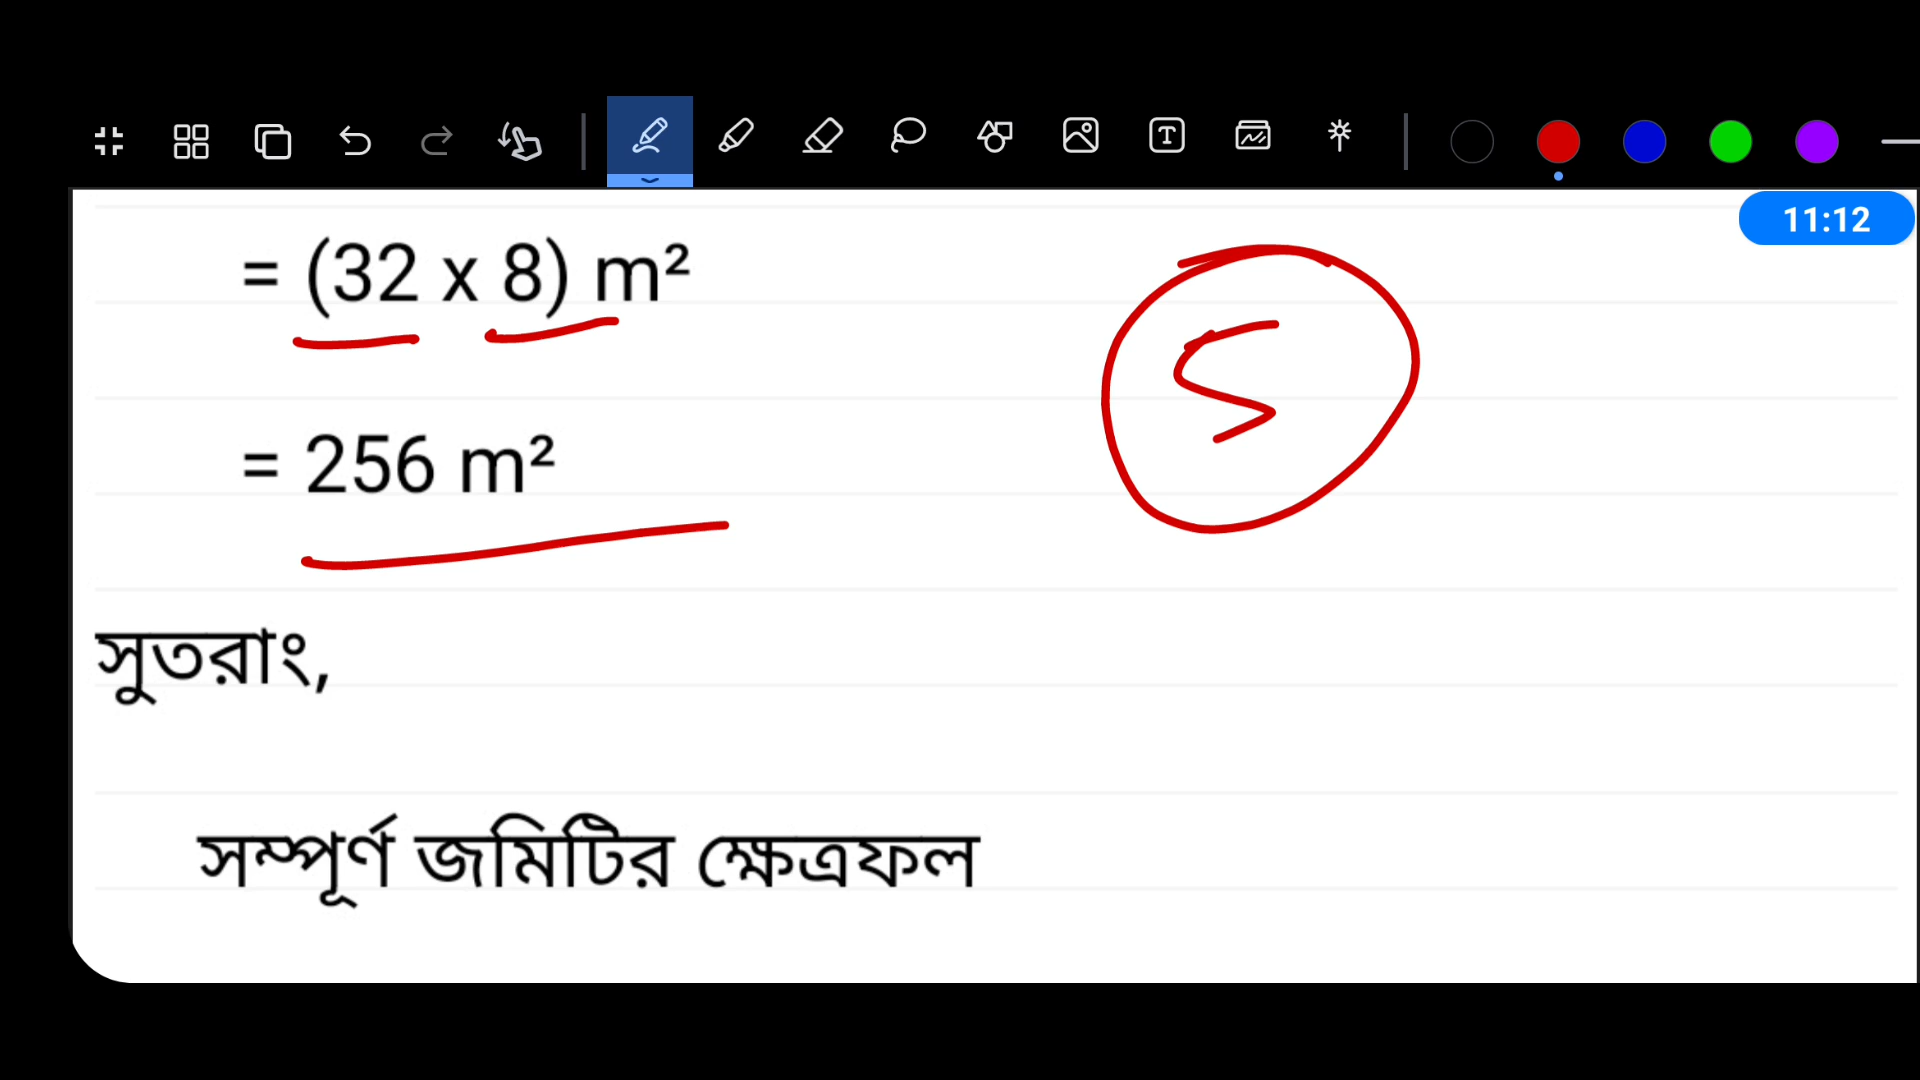 11:12
= (32 x 8) m²
S
= 256 m²
সুতরাং,
সম্পূর্ণ জমিটির ক্ষেত্রফল